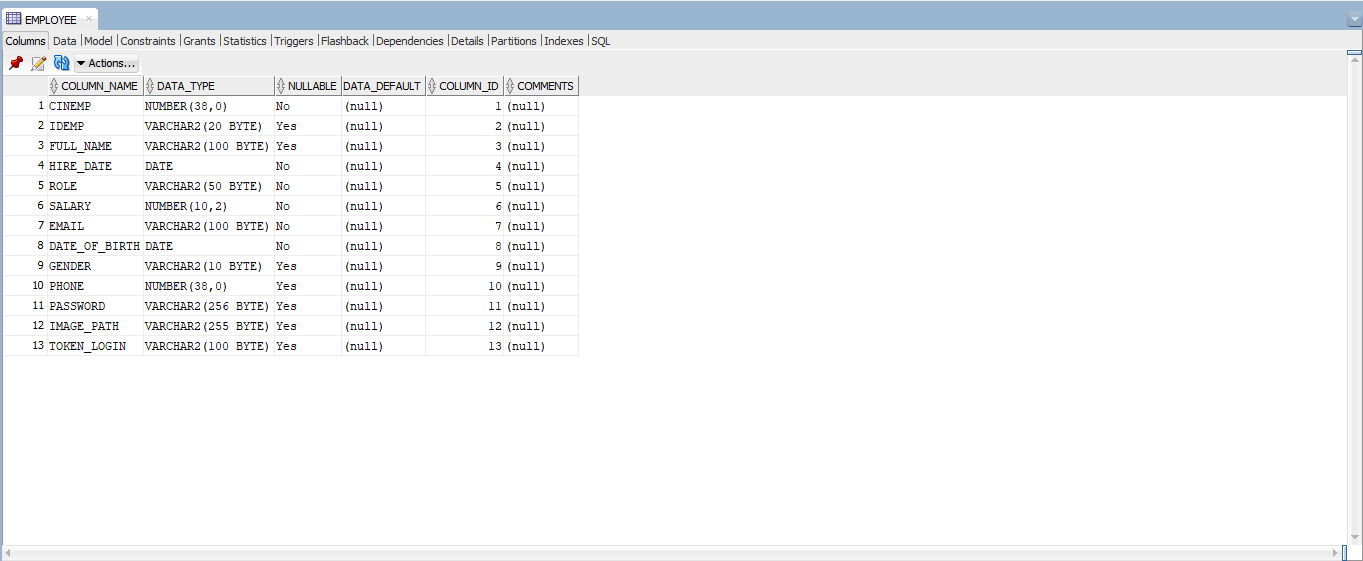 EMPLOYEE
Columns Data Model Constraints Grants Statistics Triggers Flashback Dependencies Details Partitions Indexes SQL
Actions...
COLUMN_NAME DATA_TYPE NULLABLE DATA_DEFAULT COLUMN_ID COMMENTS
1 CINEMP NUMBER(38,0) No (null) 1 (null)
2 IDEMP VARCHAR2(20 BYTE) Yes (null) 2 (null)
3 FULL_NAME VARCHAR2(100 BYTE) Yes (null) 3 (null)
4 HIRE_DATE DATE No (null) 4 (null)
5 ROLE VARCHAR2(50 BYTE) No (null) 5 (null)
6 SALARY NUMBER(10,2) No (null) 6 (null)
7 EMAIL VARCHAR2(100 BYTE) No (null) 7 (null)
8 DATE_OF_BIRTH DATE No (null) 8 (null)
9 GENDER VARCHAR2(10 BYTE) Yes (null) 9 (null)
10 PHONE NUMBER(38,0) Yes (null) 10 (null)
11 PASSWORD VARCHAR2(256 BYTE) Yes (null) 11 (null)
12 IMAGE_PATH VARCHAR2(255 BYTE) Yes (null) 12 (null)
13 TOKEN_LOGIN VARCHAR2(100 BYTE) Yes (null) 13 (null)